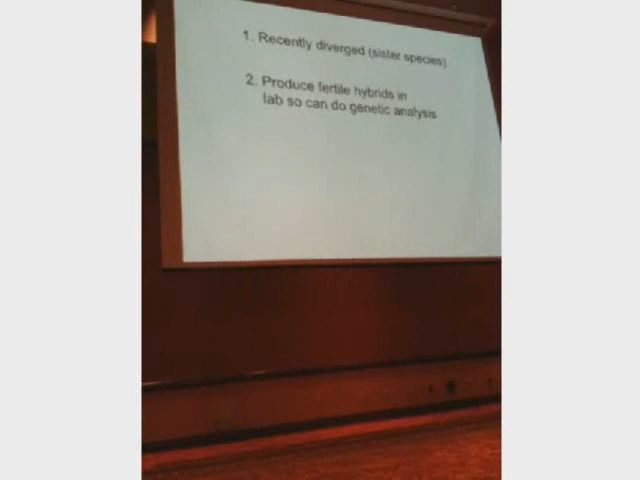 1. Recently diverged (sister species)
2. Produce fertile hybrids in
lab so can do genetic analysis